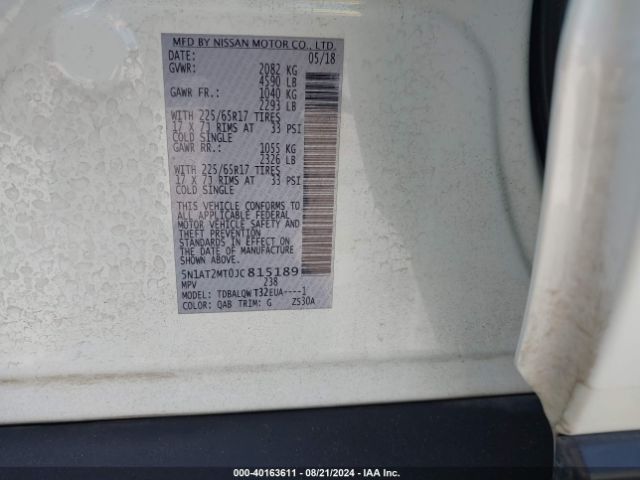 MFD BY NISSAN MOTOR CO., LTD.
DATE: 05/18
GVWR: 2082 KG
4590 LB
GAWR FR.: 1040 KG
2293 LB
WITH 225/65R17 TIRES
17 X 7J RIMS AT 33 PSI
COLD SINGLE
GAWR RR.: 1055 KG
2326 LB
WITH 225/65R17 TIRES
17 X 7J RIMS AT 33 PSI
COLD SINGLE
THIS VEHICLE CONFORMS TO
ALL APPLICABLE FEDERAL
MOTOR VEHICLE SAFETY AND
THEFT PREVENTION
STANDARDS IN EFFECT ON
THE DATE OF MANUFACTURE
SHOWN ABOVE.
5N1AT2MT0JC815189
MPV 238
MODEL: TDBALQW T32EUA----1
COLOR: QAB TRIM: G ZS30A
© - 40163611 - 08/21/2024 - IAA Inc.